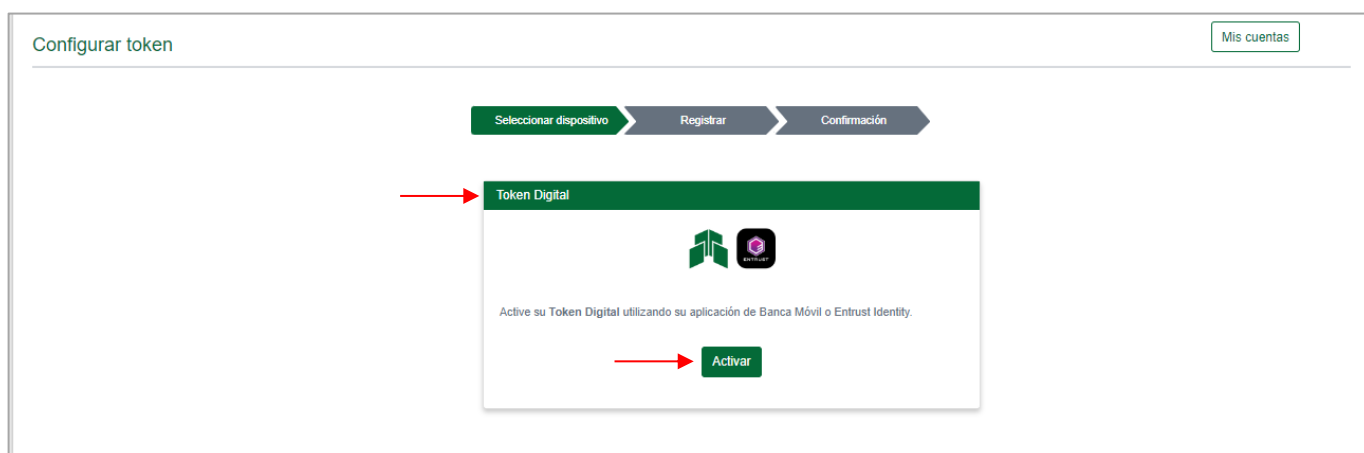 Configurar token
Mis cuentas
Seleccionar dispositivo
Registrar
Confirmación
Token Digital
ENTRUST
Active su Token Digital utilizando su aplicación de Banca Móvil o Entrust Identity.
Activar